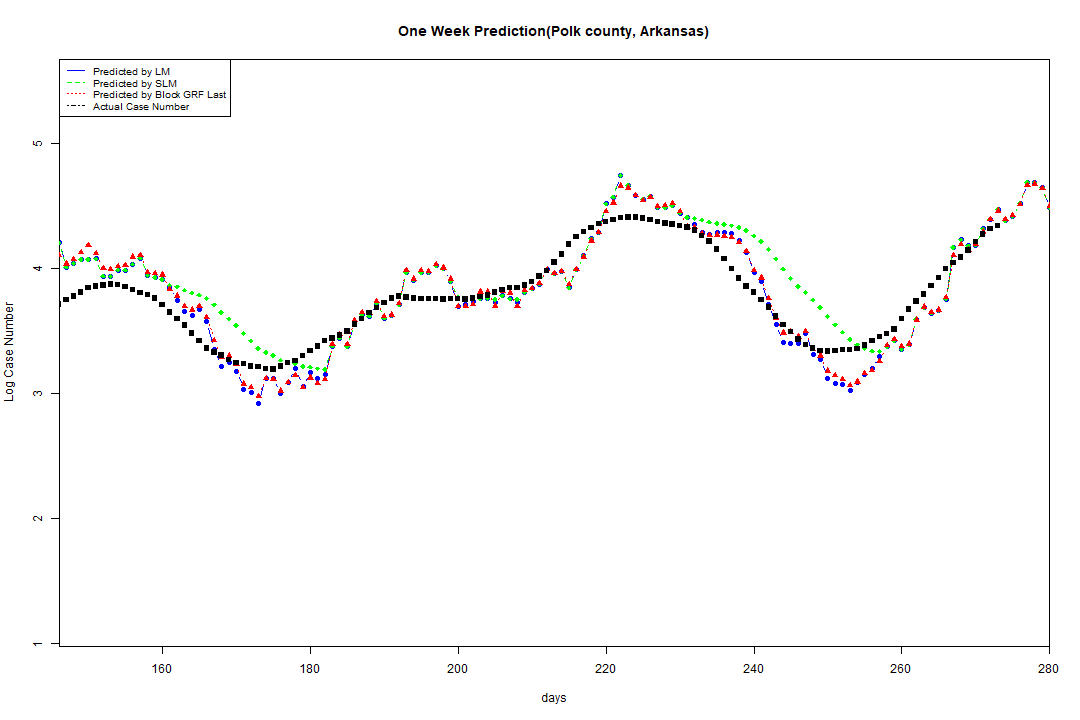 One Week Prediction(Polk county, Arkansas)
Predicted by LM
Predicted by SLM
Predicted by Block GRF Last
Actual Case Number
5
4
3
2
1
Log Case Number
160 180 200 220 240 260 280
days